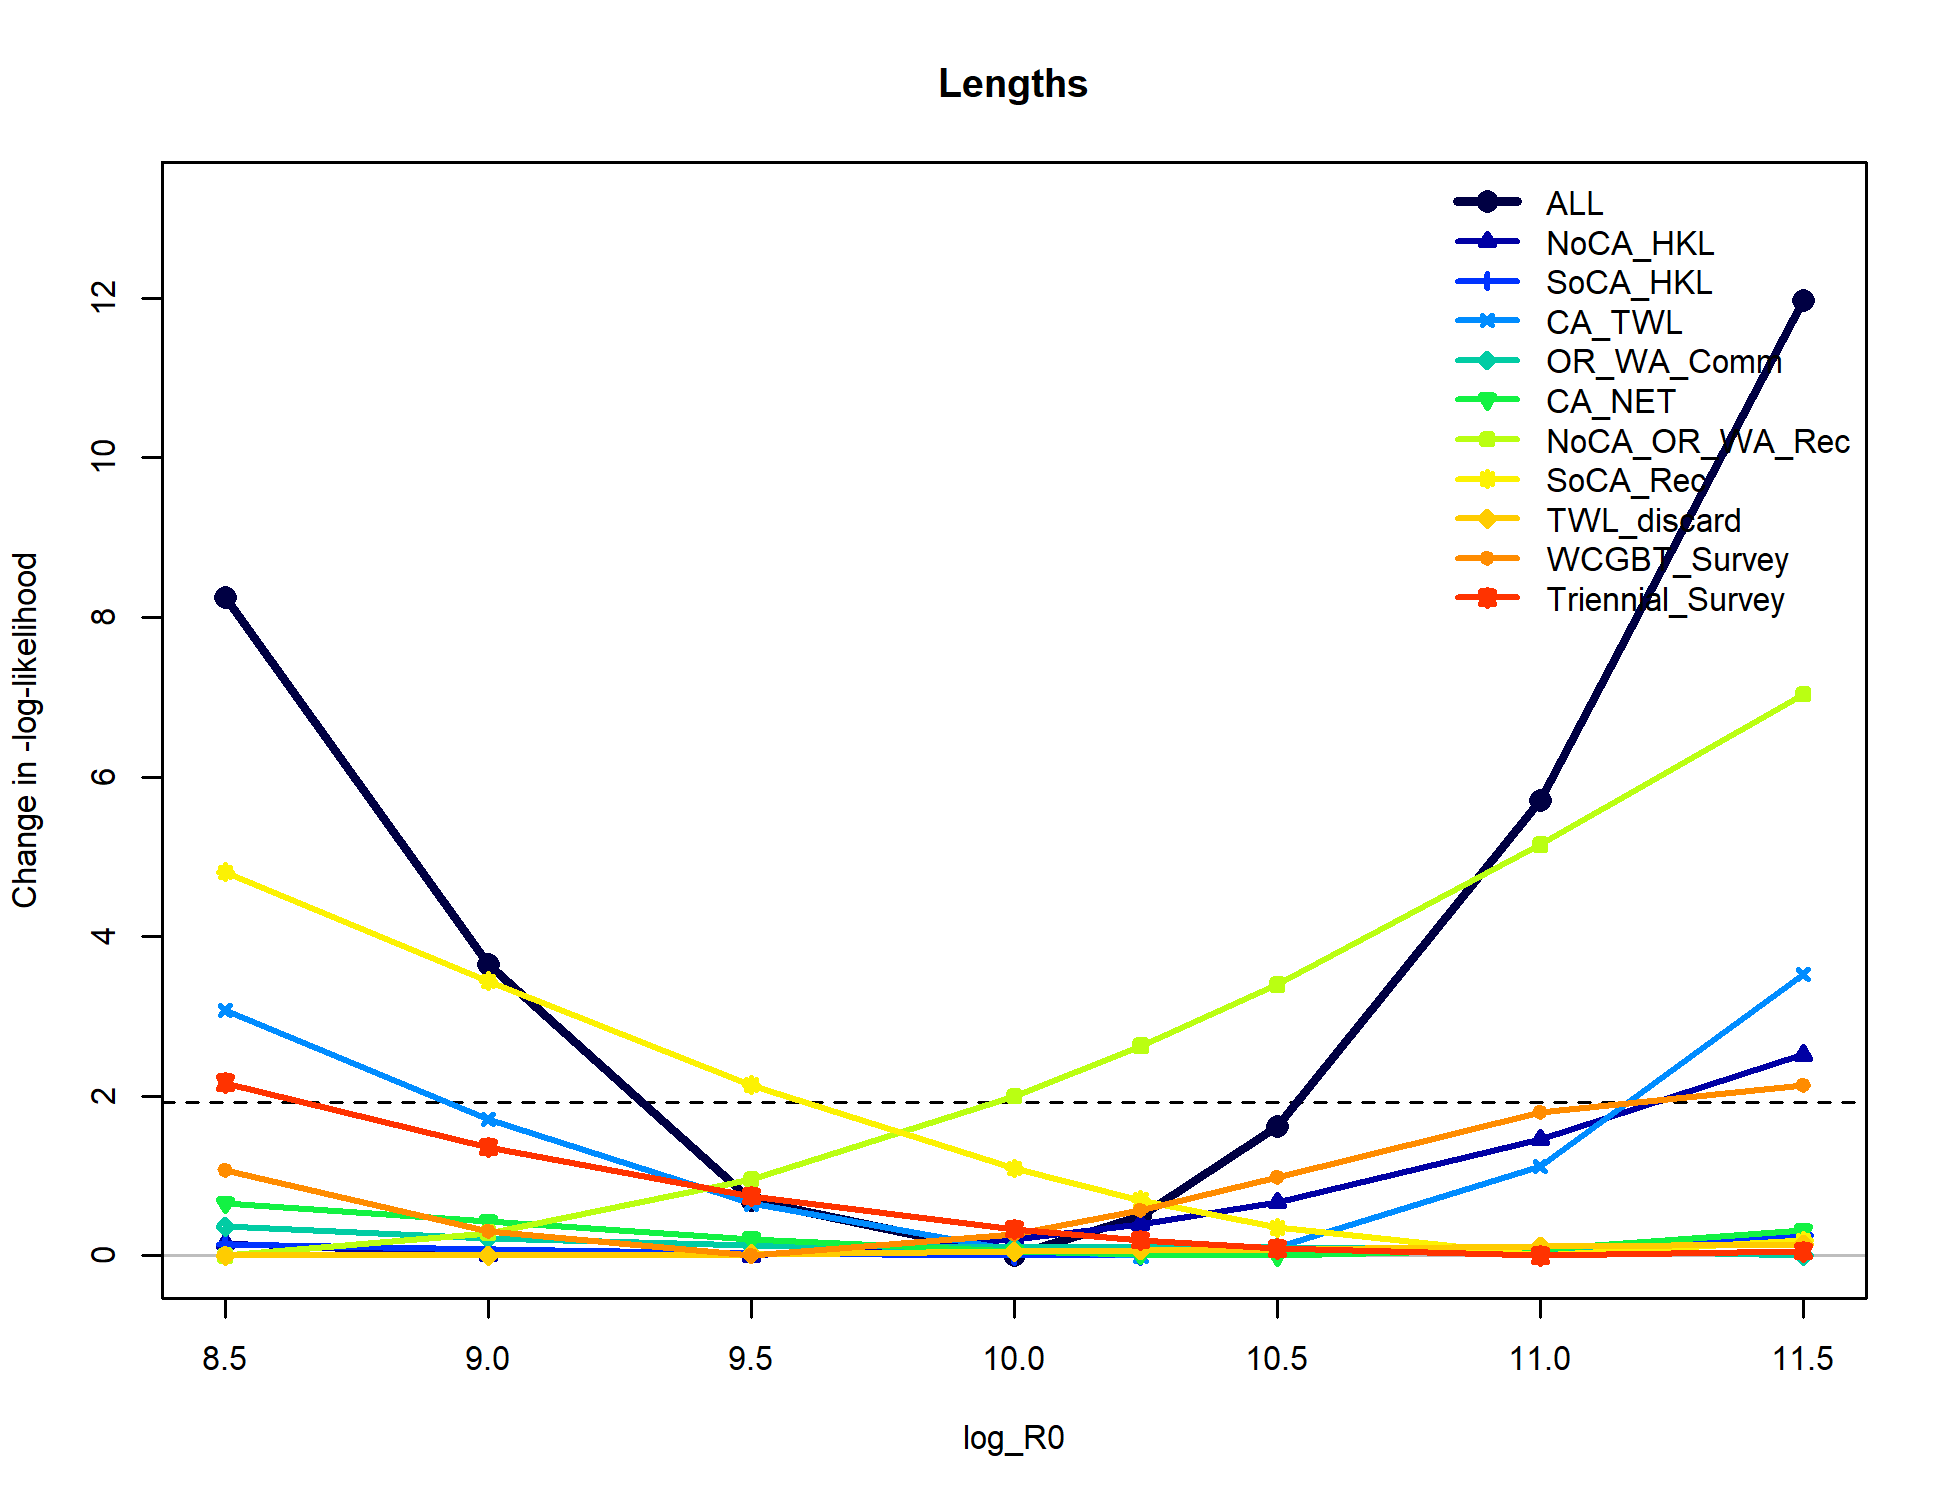 Lengths
ALL
NoCA_HKL
SoCA_HKL
CA_TWL
OR_WA_Comm
CA_NET
NoCA_OR_WA_Rec
SoCA_Rec
TWL_discard
WCGBT_Survey
Triennial_Survey
Change in -log-likelihood
12
10
8
6
4
2
0
8.5 9.0 9.5 10.0 10.5 11.0 11.5
log_R0